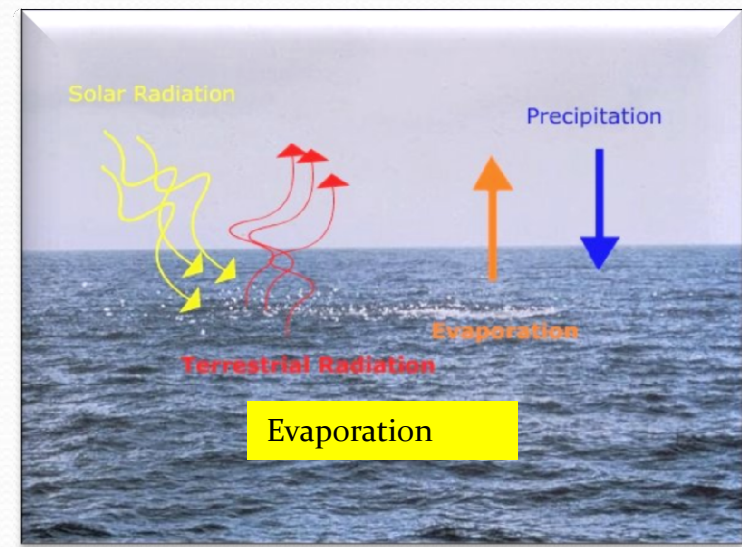 Solar Radiation
Precipitation
Evaporation
Terrestrial Radiation
Evaporation